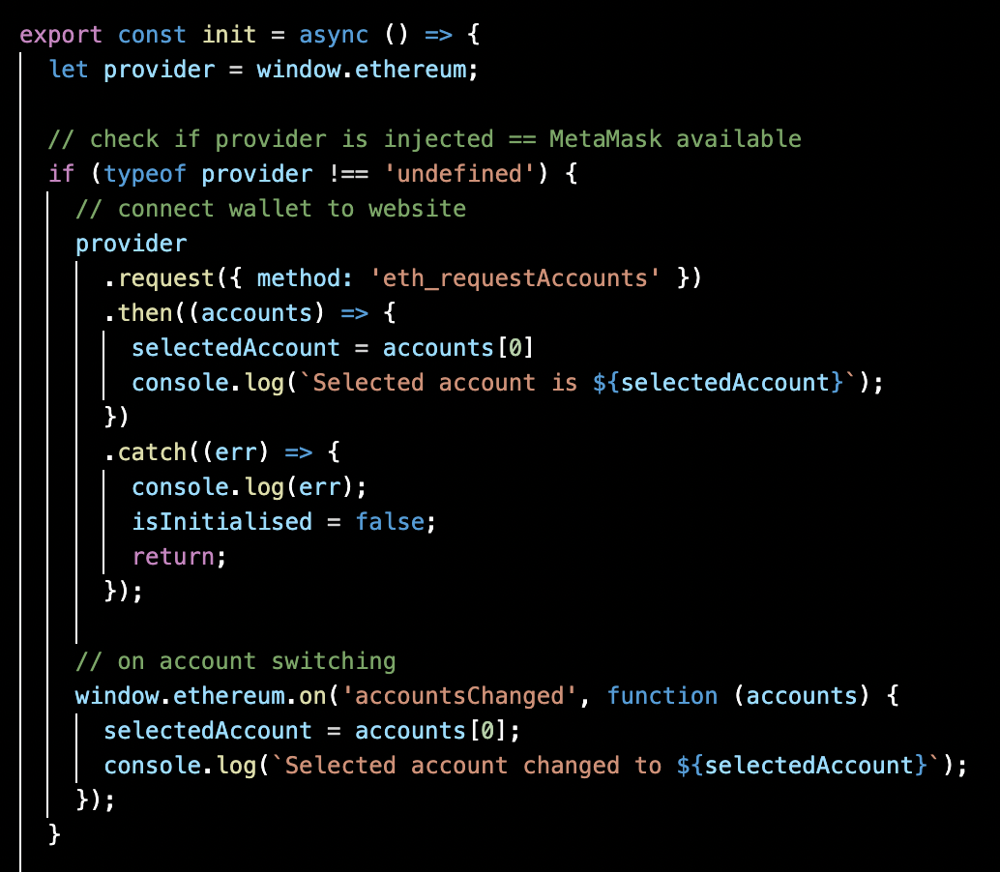 export const init = async () => {
let provider = window.ethereum;
// check if provider is injected == MetaMask available
if (typeof provider !== 'undefined') {
// connect wallet to website
provider
.request({ method: 'eth_requestAccounts' })
.then((accounts) => {
selectedAccount = accounts[0]
console.log(`Selected account is ${selectedAccount}`);
})
.catch((err) => {
console.log(err);
isInitialised = false;
return;
});
// on account switching
window.ethereum.on('accountsChanged', function (accounts) {
selectedAccount = accounts[0];
console.log(`Selected account changed to ${selectedAccount}`);
});
}